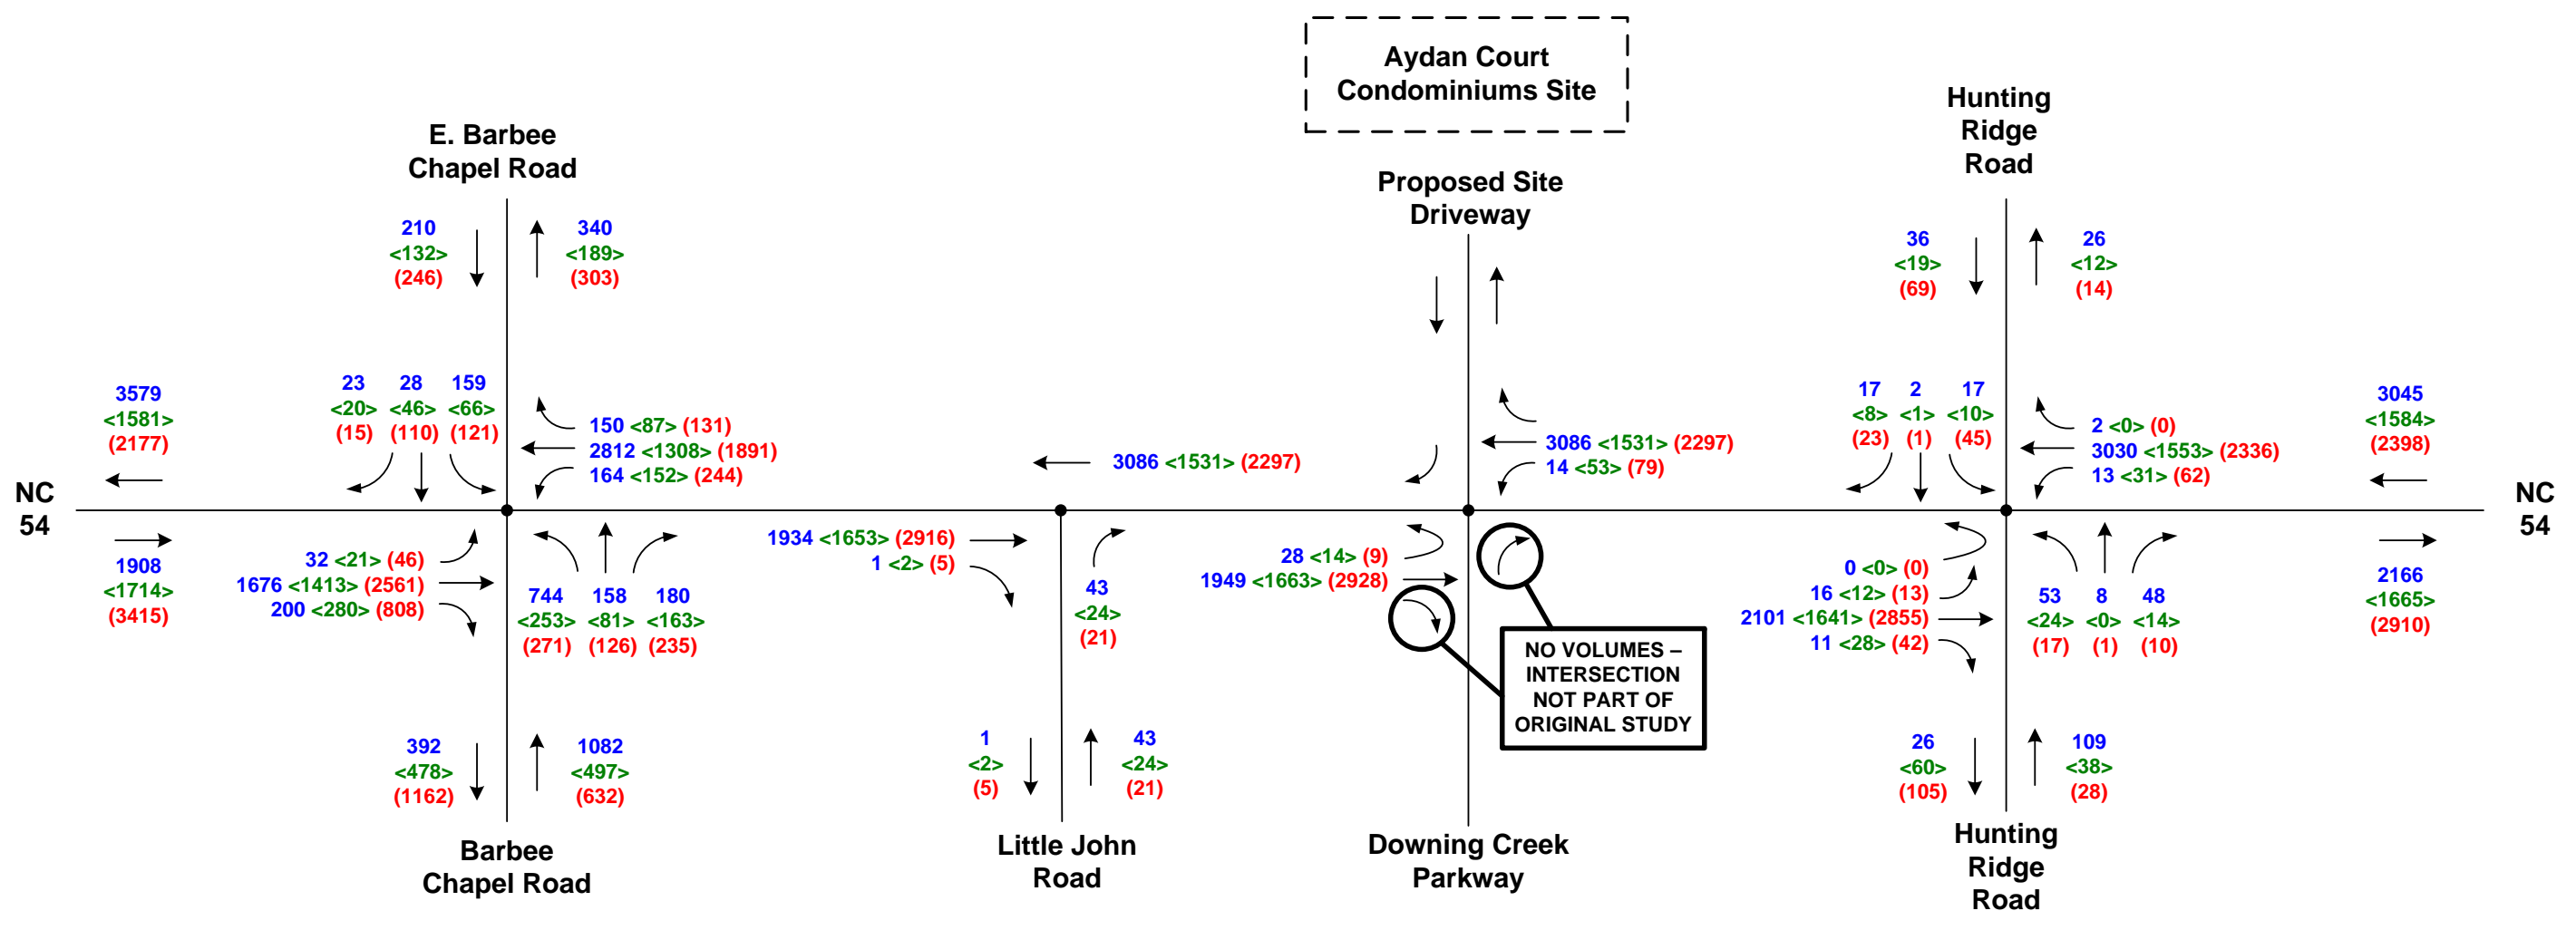 Aydan Court
Condominiums Site
Hunting
Ridge
Road
E. Barbee
Chapel Road
Proposed Site
Driveway
210
<132>
(246)
340
<189>
(303)
36
<19>
(69)
26
<12>
(14)
3579
<1581>
(2177)
23 28 159
<20> <46> <66>
(15) (110) (121)
150 <87> (131)
2812 <1308> (1891)
164 <152> (244)
3086 <1531> (2297)
3086 <1531> (2297)
14 <53> (79)
17 2 17
<8> <1> <10>
(23) (1) (45)
2 <0> (0)
3030 <1553> (2336)
13 <31> (62)
3045
<1584>
(2398)
NC
54
NC
54
1908
<1714>
(3415)
32 <21> (46)
1676 <1413> (2561)
200 <280> (808)
744 158 180
<253> <81> <163>
(271) (126) (235)
1934 <1653> (2916)
1 <2> (5)
43
<24>
(21)
28 <14> (9)
1949 <1663> (2928)
NO VOLUMES –
INTERSECTION
NOT PART OF
ORIGINAL STUDY
0 <0> (0)
16 <12> (13)
2101 <1641> (2855)
11 <28> (42)
53 8 48
<24> <0> <14>
(17) (1) (10)
2166
<1665>
(2910)
392
<478>
(1162)
1082
<497>
(632)
1
<2>
(5)
43
<24>
(21)
26
<60>
(105)
109
<38>
(28)
Barbee
Chapel Road
Little John
Road
Downing Creek
Parkway
Hunting
Ridge
Road